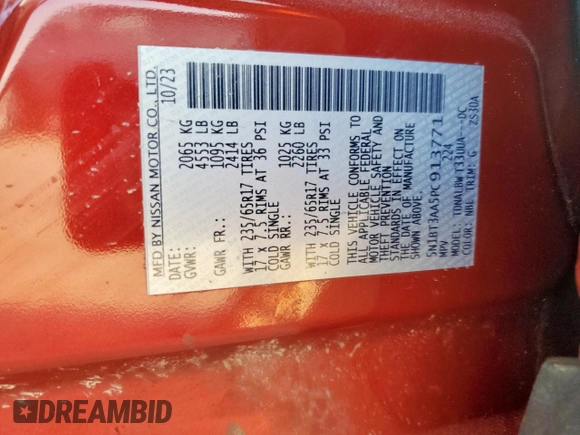 MFD BY NISSAN MOTOR CO.,LTD.
DATE: 10/23
GVWR: 2065 KG
4553 LB
GAWR FR.: 1095 KG
2414 LB
WITH 235/65R17 TIRES
17 X 7.5 RIMS AT 36 PSI
COLD SINGLE
GAWR RR.: 1025 KG
2260 LB
WITH 235/65R17 TIRES
17 X 7.5 RIMS AT 33 PSI
COLD SINGLE
THIS VEHICLE CONFORMS TO
ALL APPLICABLE FEDERAL
MOTOR VEHICLE SAFETY AND
THEFT PREVENTION
STANDARDS IN EFFECT ON
THE DATE OF MANUFACTURE
SHOWN ABOVE.
5N1BT3AA5PC913771
MPV 224
MODEL:
COLOR: NBL TRIM: G ZS30A
DREAMBID